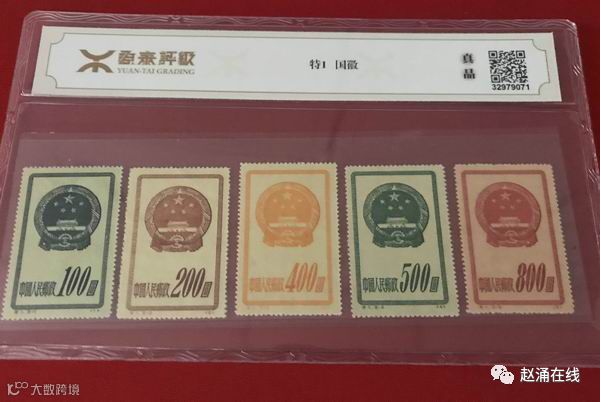 源泰评级
YUAN-TAI GRADING
特1 国徽
真品
32979071
中国人民邮政 100圆
中国人民邮政 200圆
中国人民邮政 400圆
中国人民邮政 500圆
中国人民邮政 800圆
大数跨境
赵涌在线